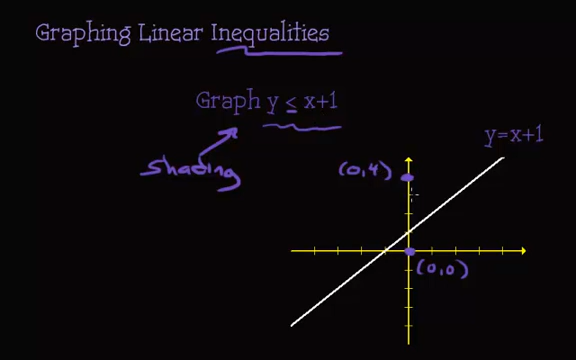 Graphing Linear Inequalities
Graph y ≤ x+1
y=x+1
Shading
(0,4)
(0,0)